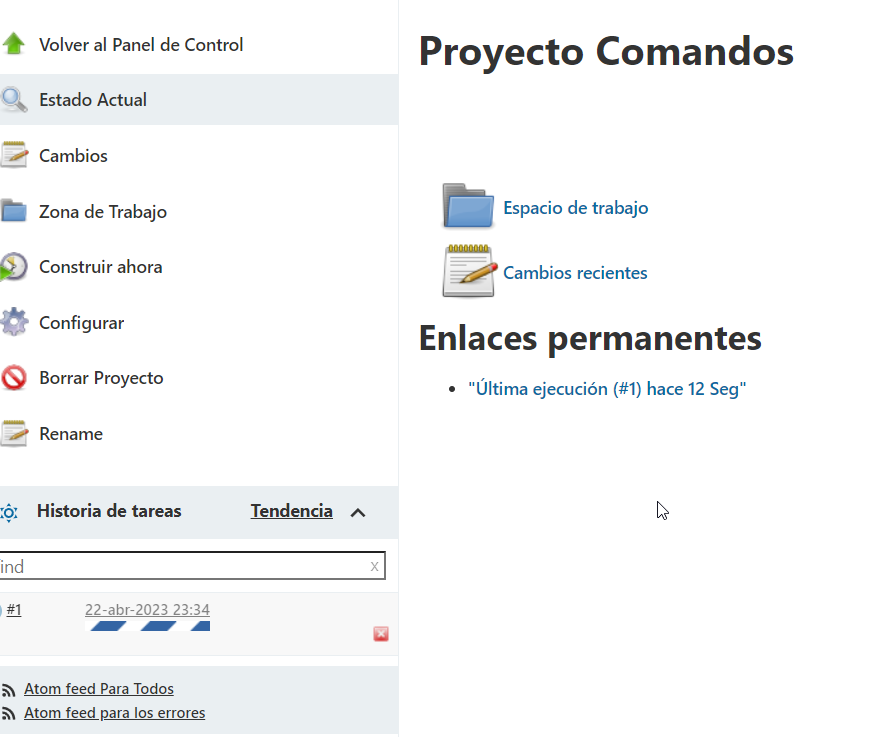 Volver al Panel de Control
Estado Actual
Cambios
Zona de Trabajo
Construir ahora
Configurar
Borrar Proyecto
Rename
Historia de tareas Tendencia
ind x
#1 22-abr-2023 23:34
Atom feed Para Todos
Atom feed para los errores
Proyecto Comandos
Espacio de trabajo
Cambios recientes
Enlaces permanentes
"Última ejecución (#1) hace 12 Seg"